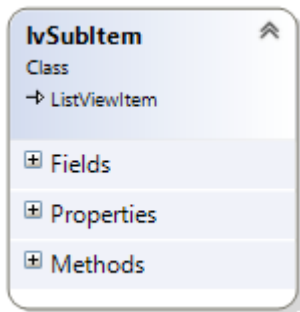 lvSubItem
Class
ListViewItem
Fields
Properties
Methods